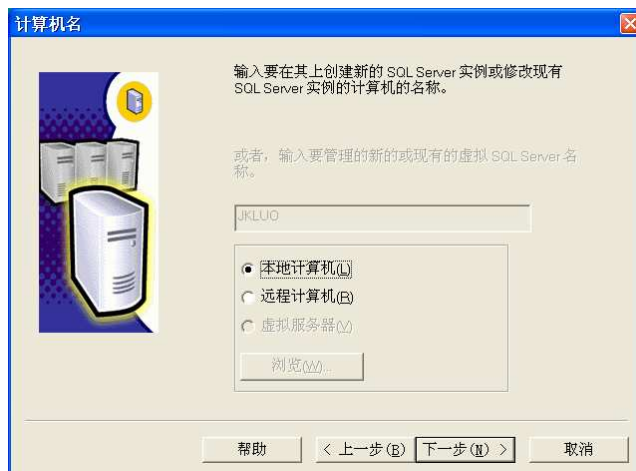 计算机名
输入要在其上创建新的 SQL Server 实例或修改现有
SQL Server 实例的计算机的名称。
或者，输入要管理的新的或现有的虚拟 SQL Server 名
称。
JKLUO
本地计算机(L)
远程计算机(R)
虚拟服务器(V)
浏览(W)...
帮助
< 上一步(B)
下一步(N) >
取消